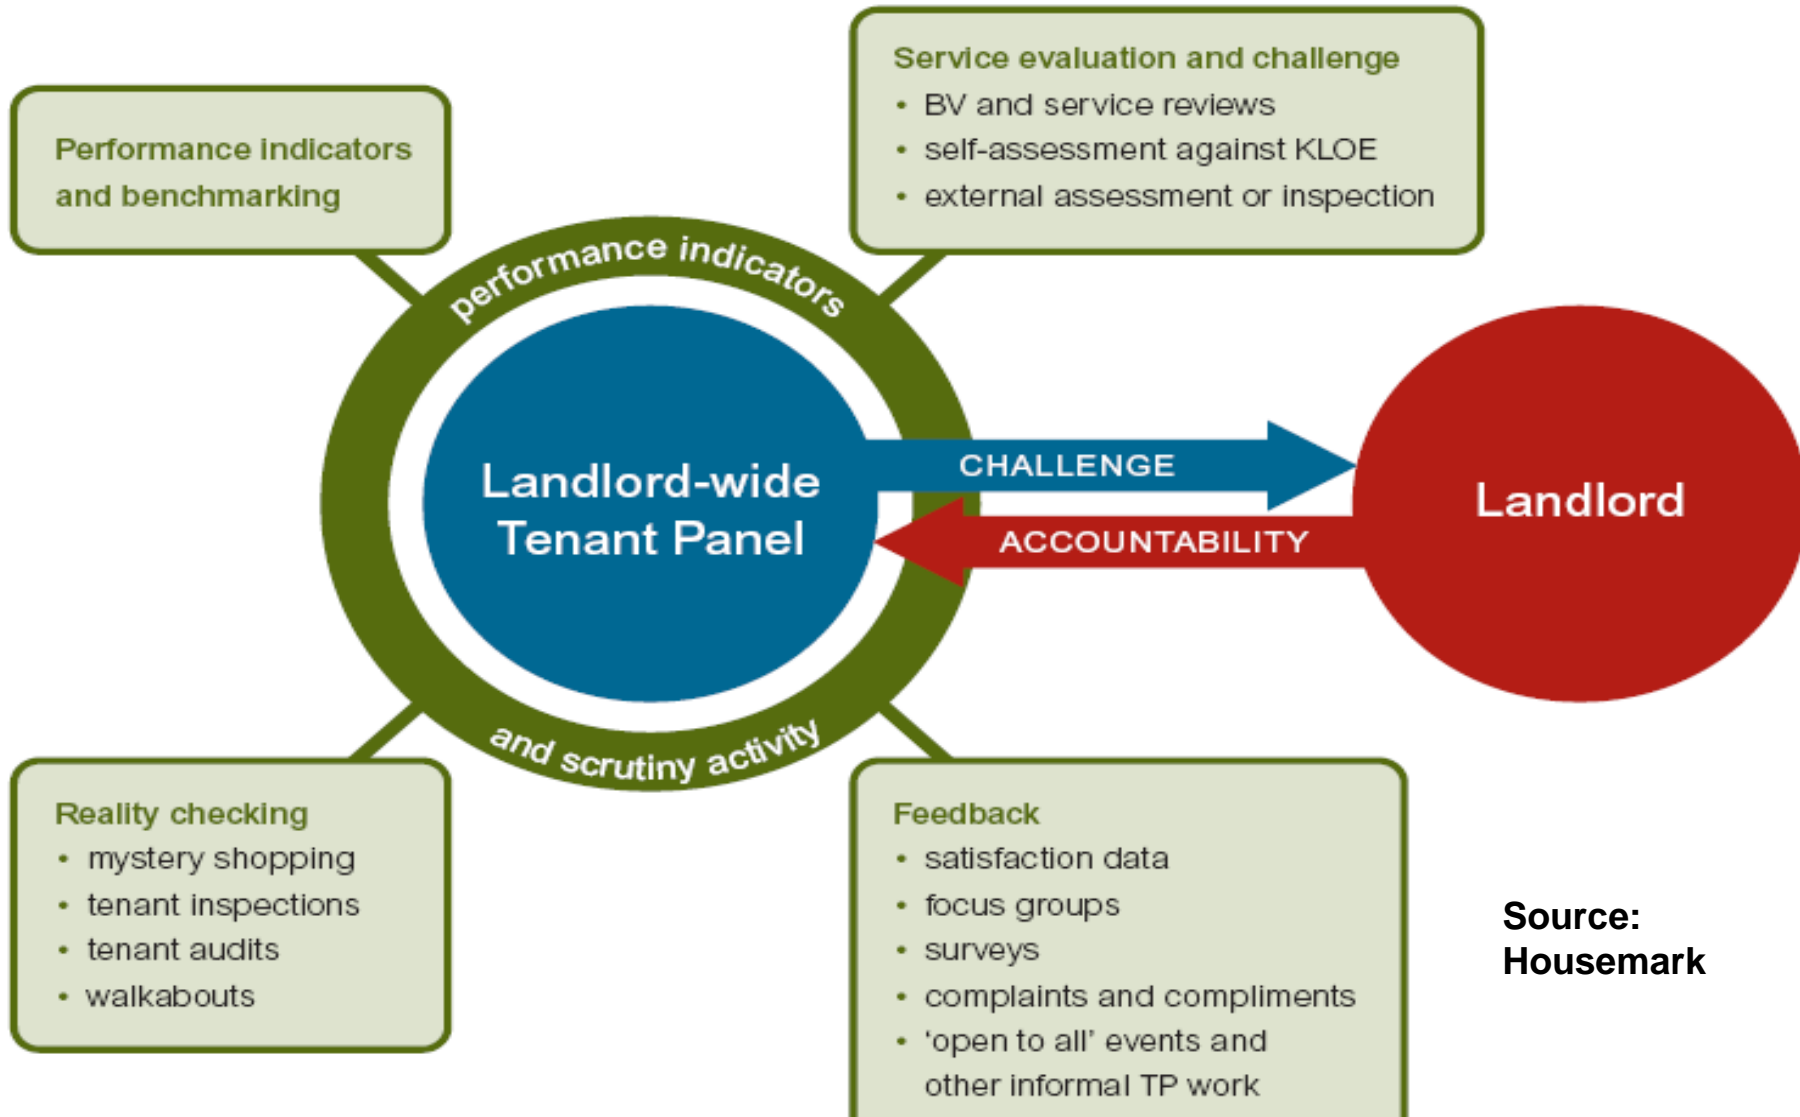 Performance indicators
and benchmarking
Service evaluation and challenge
• BV and service reviews
• self-assessment against KLOE
• external assessment or inspection
performance indicators
Landlord-wide
Tenant Panel
CHALLENGE
ACCOUNTABILITY
Landlord
and scrutiny activity
Reality checking
• mystery shopping
• tenant inspections
• tenant audits
• walkabouts
Feedback
• satisfaction data
• focus groups
• surveys
• complaints and compliments
• ‘open to all’ events and
other informal TP work
Source:
Housemark